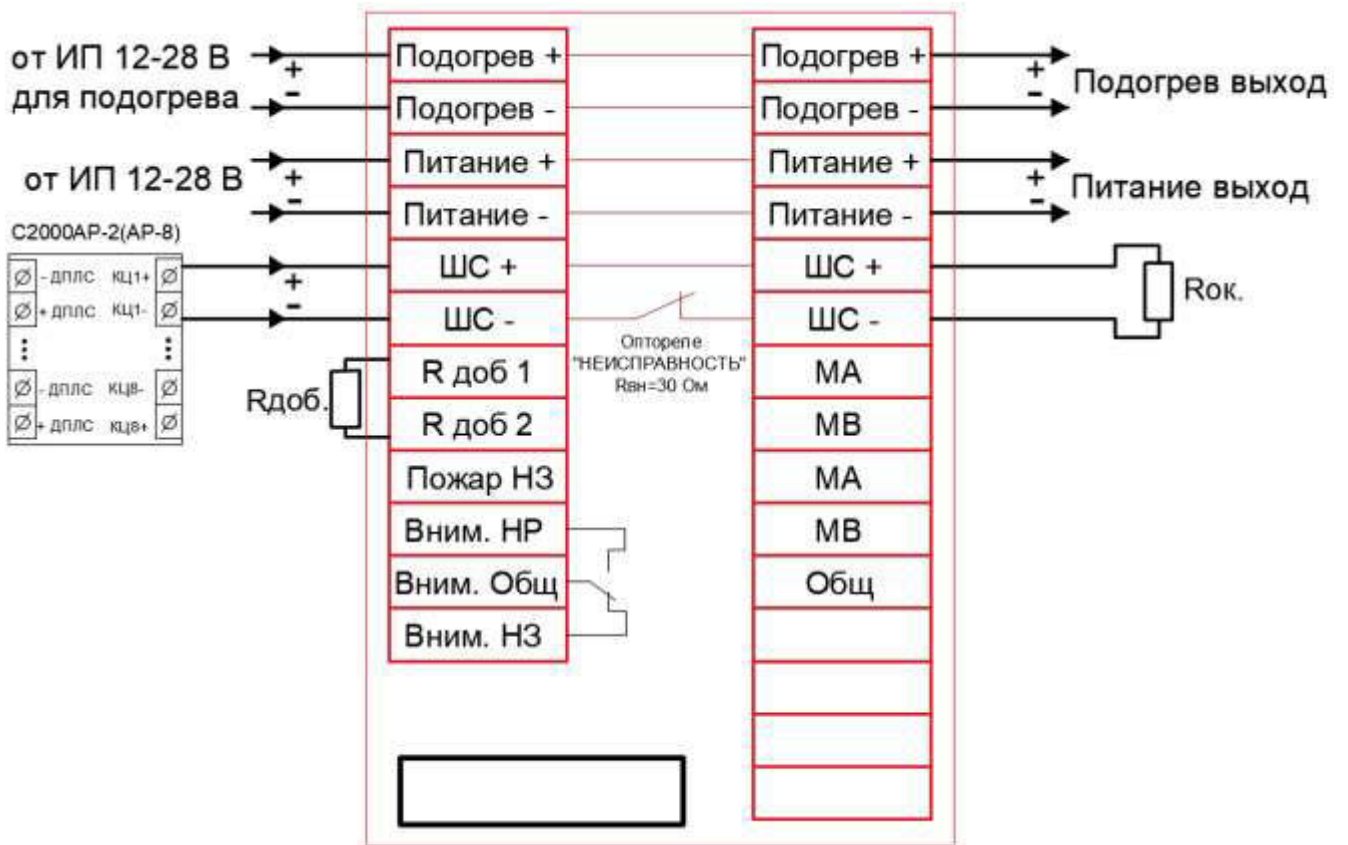 от ИП 12-28 В
для подогрева
+
-
от ИП 12-28 В
+
-
С2000АР-2(АР-8)
- ДПЛС КЦ1+
+ ДПЛС КЦ1-
- ДПЛС КЦ8-
+ ДПЛС КЦ8+
+
-
Rдоб.
Подогрев +
Подогрев -
Питание +
Питание -
ШС +
ШС -
R доб 1
R доб 2
Пожар НЗ
Вним. НР
Вним. Общ
Вним. НЗ
Оптореле
"НЕИСПРАВНОСТЬ"
Rвн=30 Ом
Подогрев +
Подогрев -
Питание +
Питание -
ШС +
ШС -
МА
МВ
МА
МВ
Общ
+
-
Подогрев выход
+
-
Питание выход
Rок.